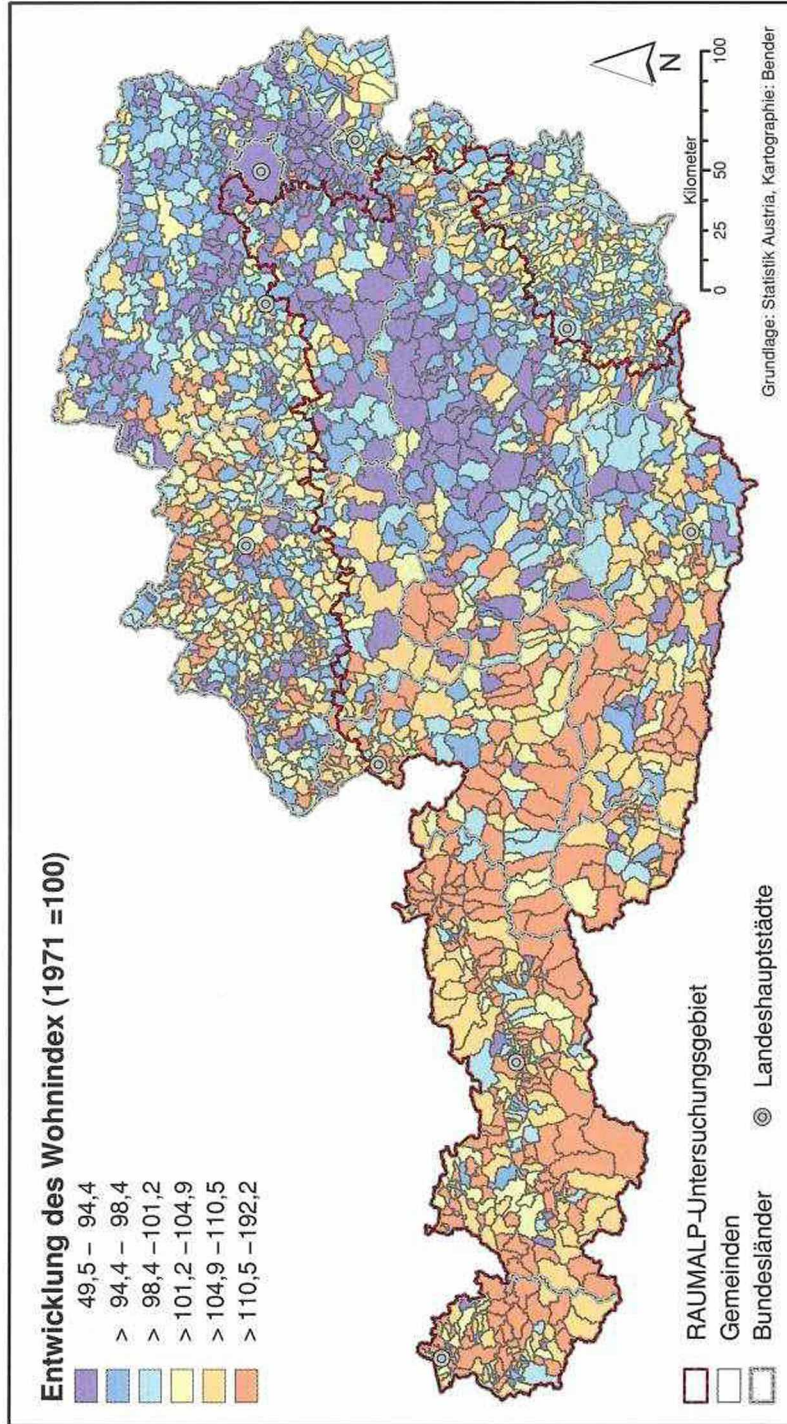 Entwicklung des Wohnindex (1971 =100)
49,5 – 94,4
> 94,4 – 98,4
> 98,4 –101,2
> 101,2 –104,9
> 104,9 –110,5
> 110,5 –192,2
RAUMALP-Untersuchungsgebiet
Gemeinden
Bundesländer
Landeshauptstädte
N
Kilometer
0 25 50 100
Grundlage: Statistik Austria, Kartographie: Bender